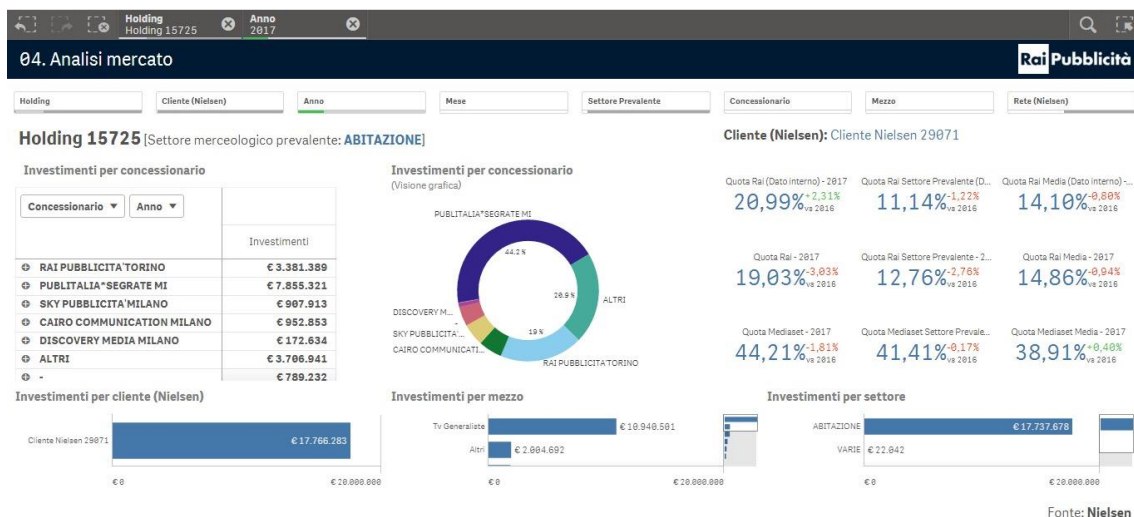 Holding
Holding 15725
Anno
2017
04. Analisi mercato
Rai Pubblicità
Holding
Cliente (Nielsen)
Anno
Mese
Settore Prevalente
Concessionario
Mezzo
Rete (Nielsen)
Holding 15725 [Settore merceologico prevalente: ABITAZIONE]
Cliente (Nielsen): Cliente Nielsen 29071
Investimenti per concessionario
Concessionario
Anno
Investimenti
RAI PUBBLICITA'TORINO € 3.381.389
PUBLITALIA*SEGRATE MI € 7.855.321
SKY PUBBLICITA'MILANO € 907.913
CAIRO COMMUNICATION MILANO € 952.853
DISCOVERY MEDIA MILANO € 172.634
ALTRI € 3.706.941
- € 789.232
Investimenti per concessionario
(Visione grafica)
PUBLITALIA*SEGRATE MI
44.2 %
20.9 %
ALTRI
19 %
DISCOVERY M...
-
SKY PUBBLICITA'...
CAIRO COMMUNICATI...
RAI PUBBLICITA'TORINO
Quota Rai (Dato interno) - 2017
20,99% +2,31%
vs 2016
Quota Rai Settore Prevalente (D...
11,14% -1,22%
vs 2016
Quota Rai Media (Dato interno) -...
14,10% -0,80%
vs 2016
Quota Rai - 2017
19,03% -3,03%
vs 2016
Quota Rai Settore Prevalente - 2...
12,76% -2,76%
vs 2016
Quota Rai Media - 2017
14,86% -0,94%
vs 2016
Quota Mediaset - 2017
44,21% -1,81%
vs 2016
Quota Mediaset Settore Prevale...
41,41% -0,17%
vs 2016
Quota Mediaset Media - 2017
38,91% +0,40%
vs 2016
Investimenti per cliente (Nielsen)
Cliente Nielsen 29071
€ 17.766.283
€ 0
€ 20.000.000
Investimenti per mezzo
Tv Generaliste
€ 10.940.501
Altri
€ 2.004.692
€ 0
€ 20.000.000
Investimenti per settore
ABITAZIONE
€ 17.737.678
VARIE
€ 22.042
€ 0
€ 20.000.000
Fonte: Nielsen